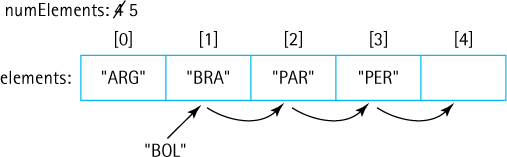 numElements: 4 5
[0] [1] [2] [3] [4]
elements: "ARG" "BRA" "PAR" "PER"
"BOL"